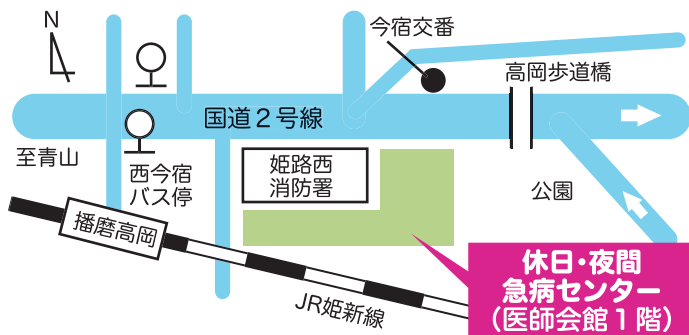 N
今宿交番
高岡歩道橋
国道2号線
至青山
西今宿
バス停
姫路西
消防署
公園
播磨高岡
JR姫新線
休日・夜間
急病センター
（医師会館1階）